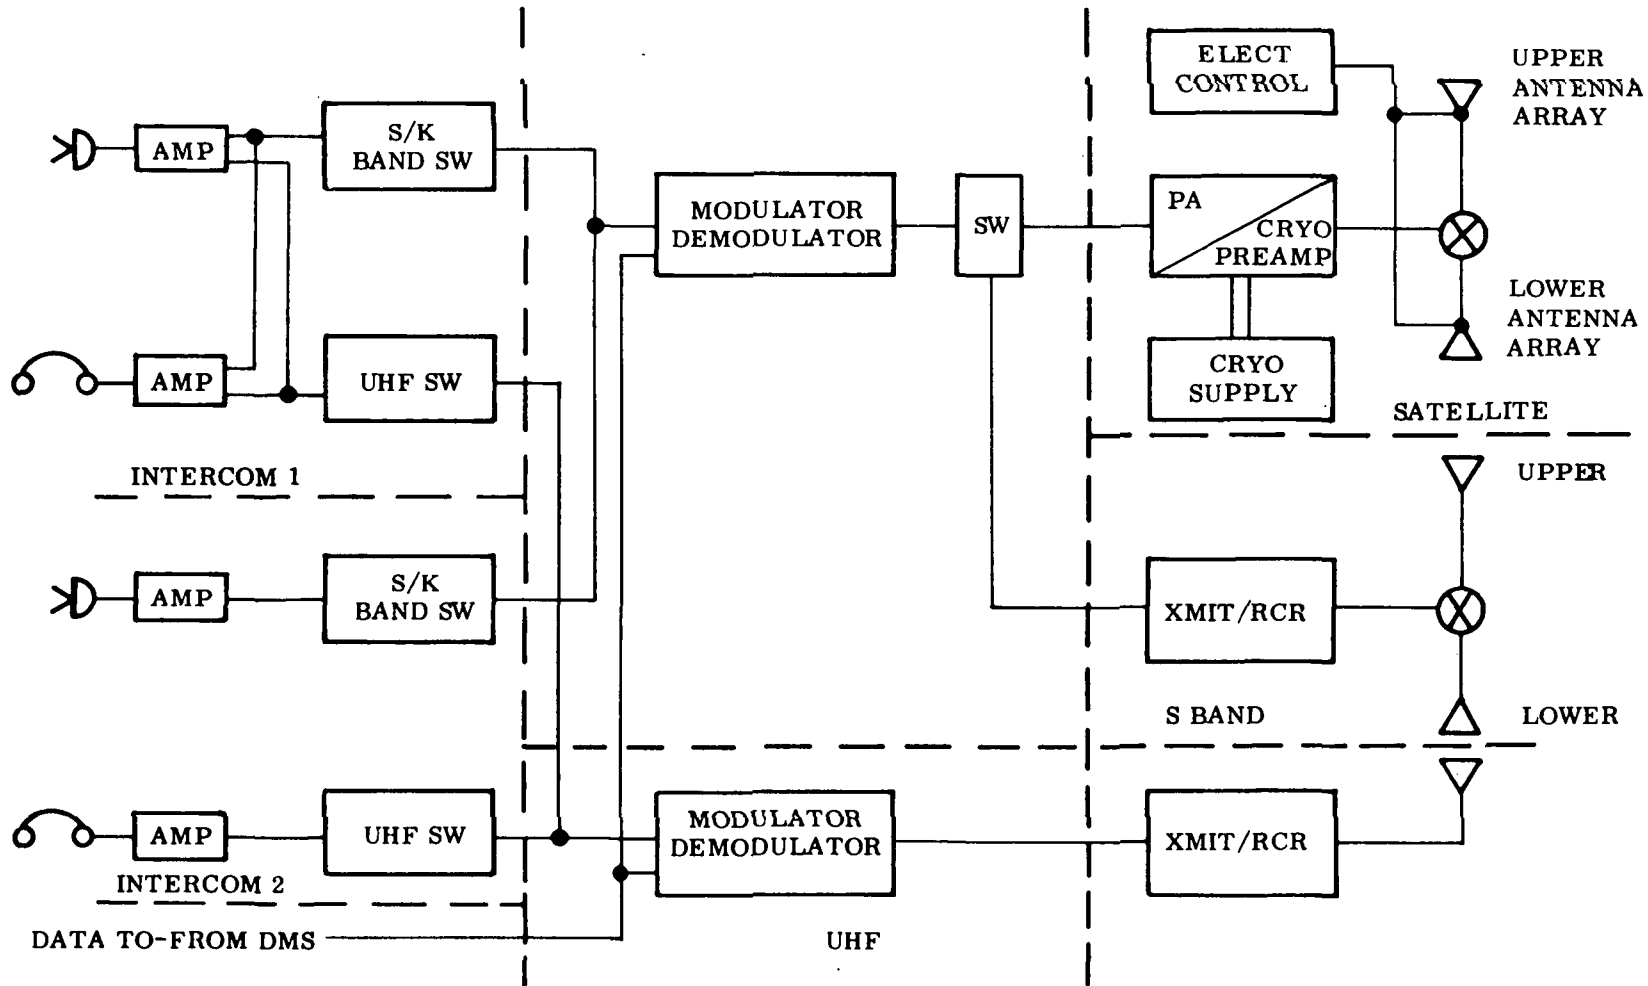 ELECT
CONTROL
UPPER
ANTENNA
ARRAY
AMP
S/K
BAND SW
MODULATOR
DEMODULATOR
SW
PA
CRYO
PREAMP
LOWER
ANTENNA
ARRAY
AMP
UHF SW
CRYO
SUPPLY
SATELLITE
INTERCOM 1
UPPER
AMP
S/K
BAND SW
XMIT/RCR
S BAND
LOWER
AMP
UHF SW
MODULATOR
DEMODULATOR
XMIT/RCR
INTERCOM 2
DATA TO-FROM DMS
UHF